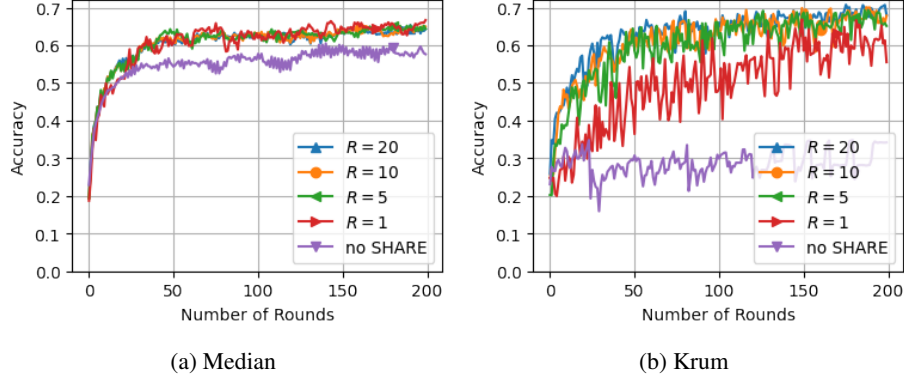 0.7
0.6
0.5
0.4
0.3
0.2
0.1
0.0
Accuracy
R = 20
R = 10
R = 5
R = 1
no SHARE
0 50 100 150 200
Number of Rounds
(a) Median
0.7
0.6
0.5
0.4
0.3
0.2
0.1
0.0
Accuracy
R = 20
R = 10
R = 5
R = 1
no SHARE
0 50 100 150 200
Number of Rounds
(b) Krum